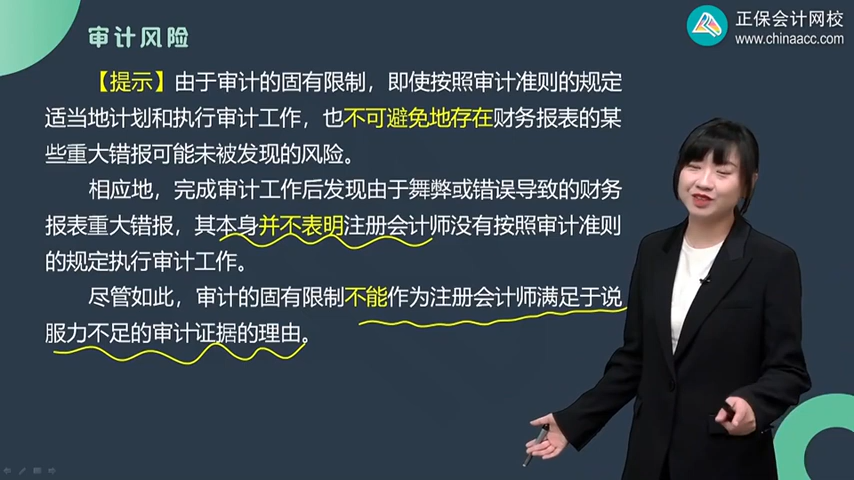 审计风险
正保会计网校
www.chinaacc.com
【提示】由于审计的固有限制，即使按照审计准则的规定
适当地计划和执行审计工作，也不可避免地存在财务报表的某
些重大错报可能未被发现的风险。
相应地，完成审计工作后发现由于舞弊或错误导致的财务
报表重大错报，其本身并不表明注册会计师没有按照审计准则
的规定执行审计工作。
尽管如此，审计的固有限制不能作为注册会计师满足于说
服力不足的审计证据的理由。